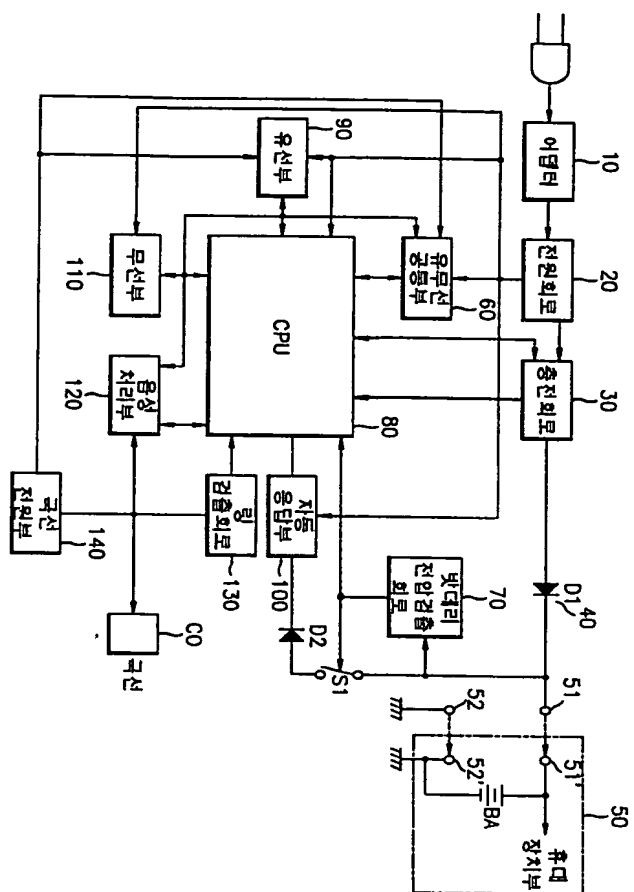 10
어댑터
20
전원회로
30
충전회로
D1
40
51
51'
50
휴대
장치부
52
52'
BA
90
유선부
60
유무선
공통부
70
밧데리
전압검출
회로
S1
D2
110
무선부
CPU
80
120
음성
처리부
100
자동
응답부
130
링
검출회로
140
국선
전원부
CO
국선